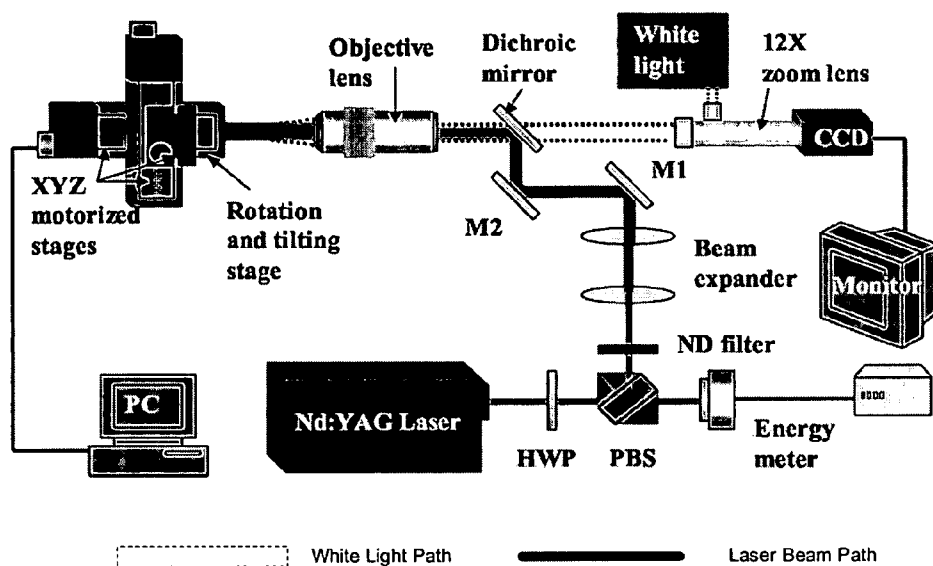 Objective
lens
Dichroic
mirror
White
light
12X
zoom lens
CCD
M1
XYZ
motorized
stages
Rotation
and tilting
stage
M2
Beam
expander
Monitor
ND filter
PC
Nd:YAG Laser
HWP
PBS
Energy
meter
White Light Path
Laser Beam Path